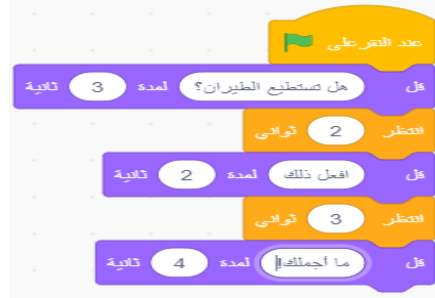 عند النقر على
قل هل تستطيع الطيران؟ لمدة 3 ثانية
انتظر 2 ثواني
قل افعل ذلك لمدة 2 ثانية
انتظر 3 ثواني
قل ما أجملك! لمدة 4 ثانية